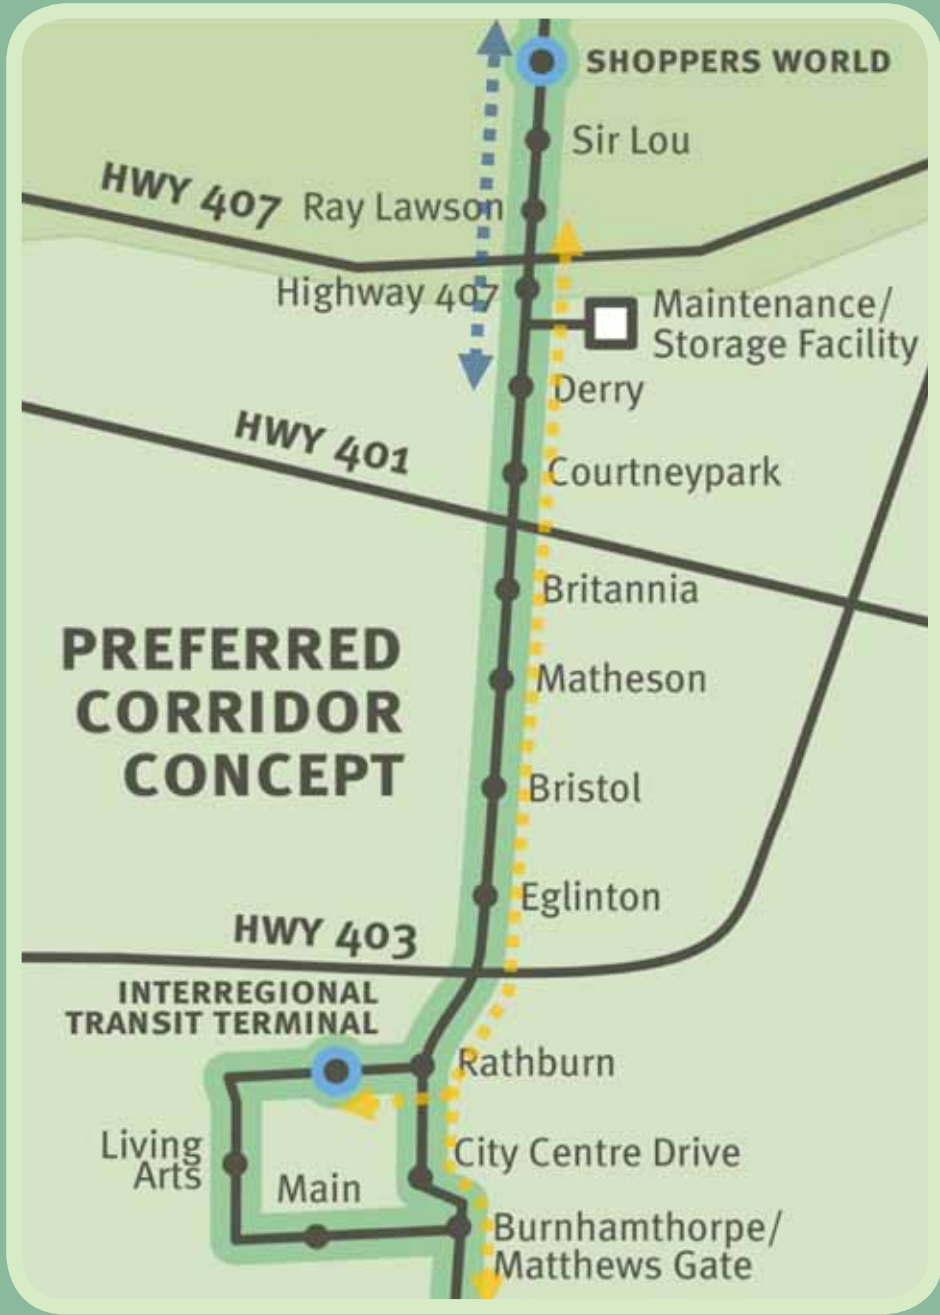 SHOPPERS WORLD
Sir Lou
HWY 407
Ray Lawson
Highway 407
Maintenance/
Storage Facility
Derry
HWY 401
Courtneypark
Britannia
PREFERRED
CORRIDOR
CONCEPT
Matheson
Bristol
Eglinton
HWY 403
INTERREGIONAL
TRANSIT TERMINAL
Rathburn
Living
Arts
Main
City Centre Drive
Burnhamthorpe/
Matthews Gate